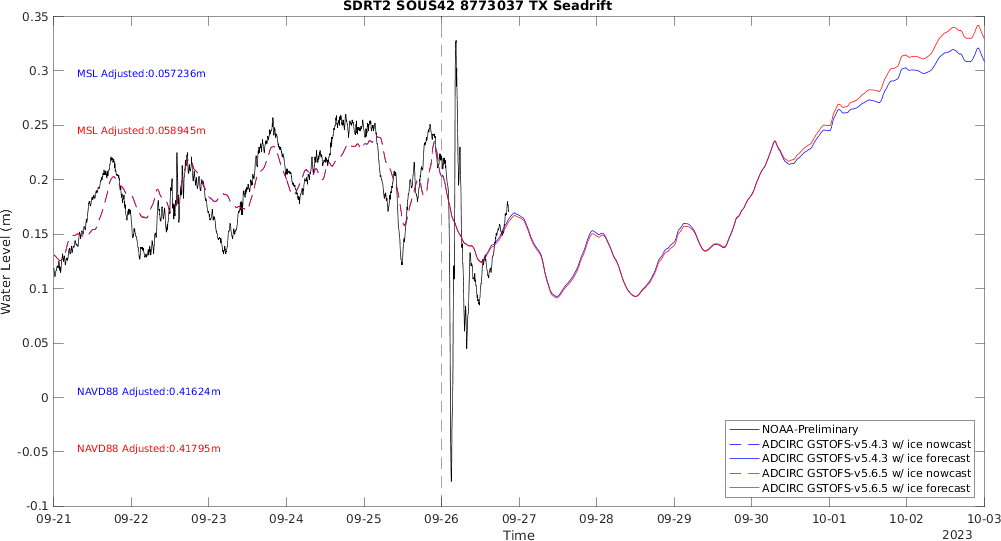 SDRT2 SOUS42 8773037 TX Seadrift
0.35
0.3
0.25
0.2
0.15
0.1
0.05
0
-0.05
-0.1
Water Level (m)
MSL Adjusted:0.057236m
MSL Adjusted:0.058945m
NAVD88 Adjusted:0.41624m
NAVD88 Adjusted:0.41795m
NOAA-Preliminary
ADCIRC GSTOFS-v5.4.3 w/ ice nowcast
ADCIRC GSTOFS-v5.4.3 w/ ice forecast
ADCIRC GSTOFS-v5.6.5 w/ ice nowcast
ADCIRC GSTOFS-v5.6.5 w/ ice forecast
09-21 09-22 09-23 09-24 09-25 09-26 09-27 09-28 09-29 09-30 10-01 10-02 10-03
Time
2023